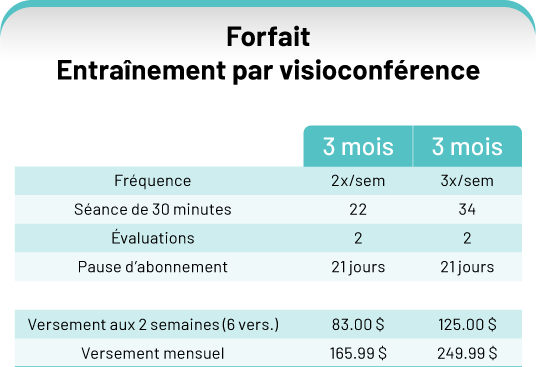 Forfait
Entraînement par visioconférence
3 mois 3 mois
Fréquence 2x/sem 3x/sem
Séance de 30 minutes 22 34
Évaluations 2 2
Pause d'abonnement 21 jours 21 jours
Versement aux 2 semaines (6 vers.) 83.00 $ 125.00 $
Versement mensuel 165.99 $ 249.99 $